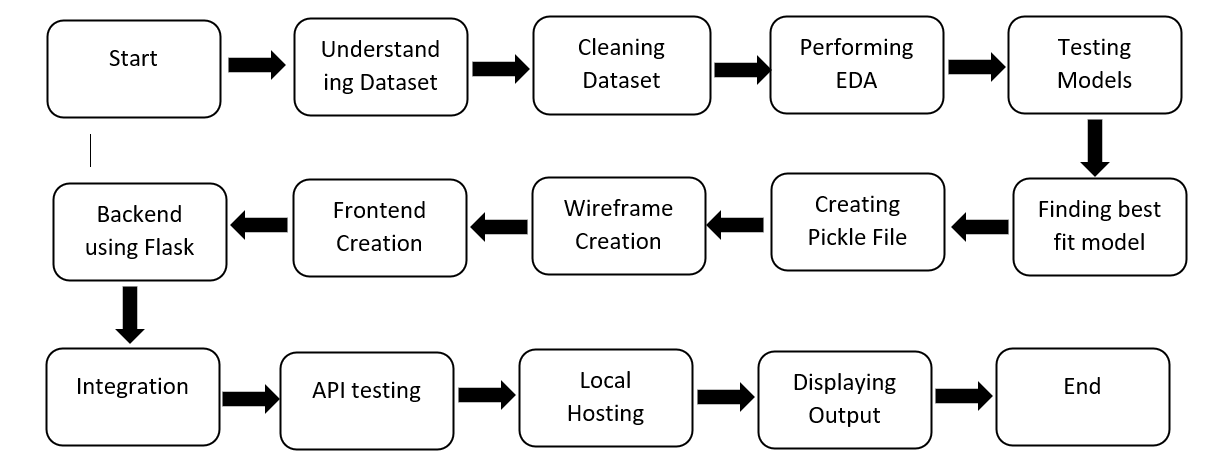 Start
Understand
ing Dataset
Cleaning
Dataset
Performing
EDA
Testing
Models
Finding best
fit model
Creating
Pickle File
Wireframe
Creation
Frontend
Creation
Backend
using Flask
Integration
API testing
Local
Hosting
Displaying
Output
End